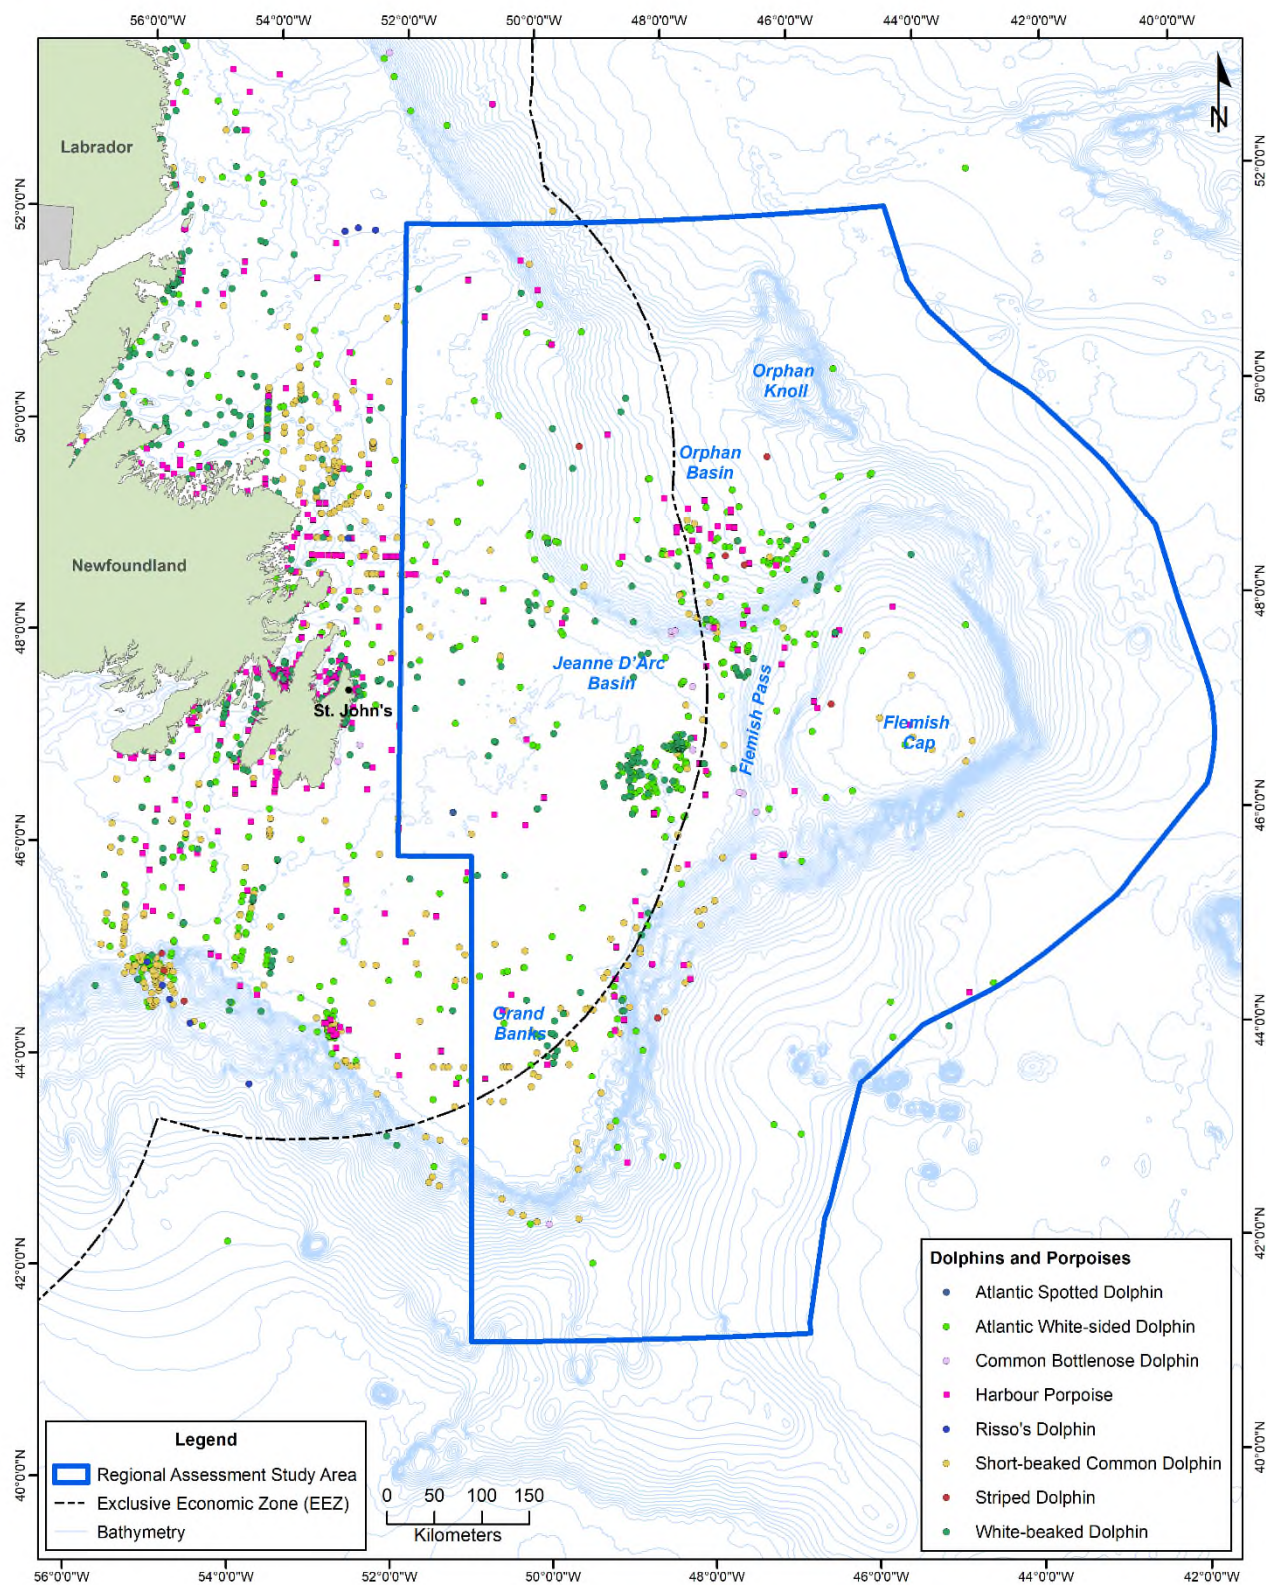 56°0'0"W 54°0'0"W 52°0'0"W 50°0'0"W 48°0'0"W 46°0'0"W 44°0'0"W 42°0'0"W 40°0'0"W
N
Labrador
52°0'0"N
52°0'0"N
Orphan
Knoll
50°0'0"N
50°0'0"N
Orphan
Basin
Newfoundland
48°0'0"N
48°0'0"N
Jeanne D'Arc
Basin
Flemish Pass
St. John's
Flemish
Cap
46°0'0"N
46°0'0"N
Grand
Banks
44°0'0"N
44°0'0"N
42°0'0"N
42°0'0"N
40°0'0"N
40°0'0"N
Dolphins and Porpoises
Atlantic Spotted Dolphin
Atlantic White-sided Dolphin
Common Bottlenose Dolphin
Harbour Porpoise
Risso's Dolphin
Short-beaked Common Dolphin
Striped Dolphin
White-beaked Dolphin
Legend
Regional Assessment Study Area
Exclusive Economic Zone (EEZ)
Bathymetry
0 50 100 150
Kilometers
56°0'0"W 54°0'0"W 52°0'0"W 50°0'0"W 48°0'0"W 46°0'0"W 44°0'0"W 42°0'0"W